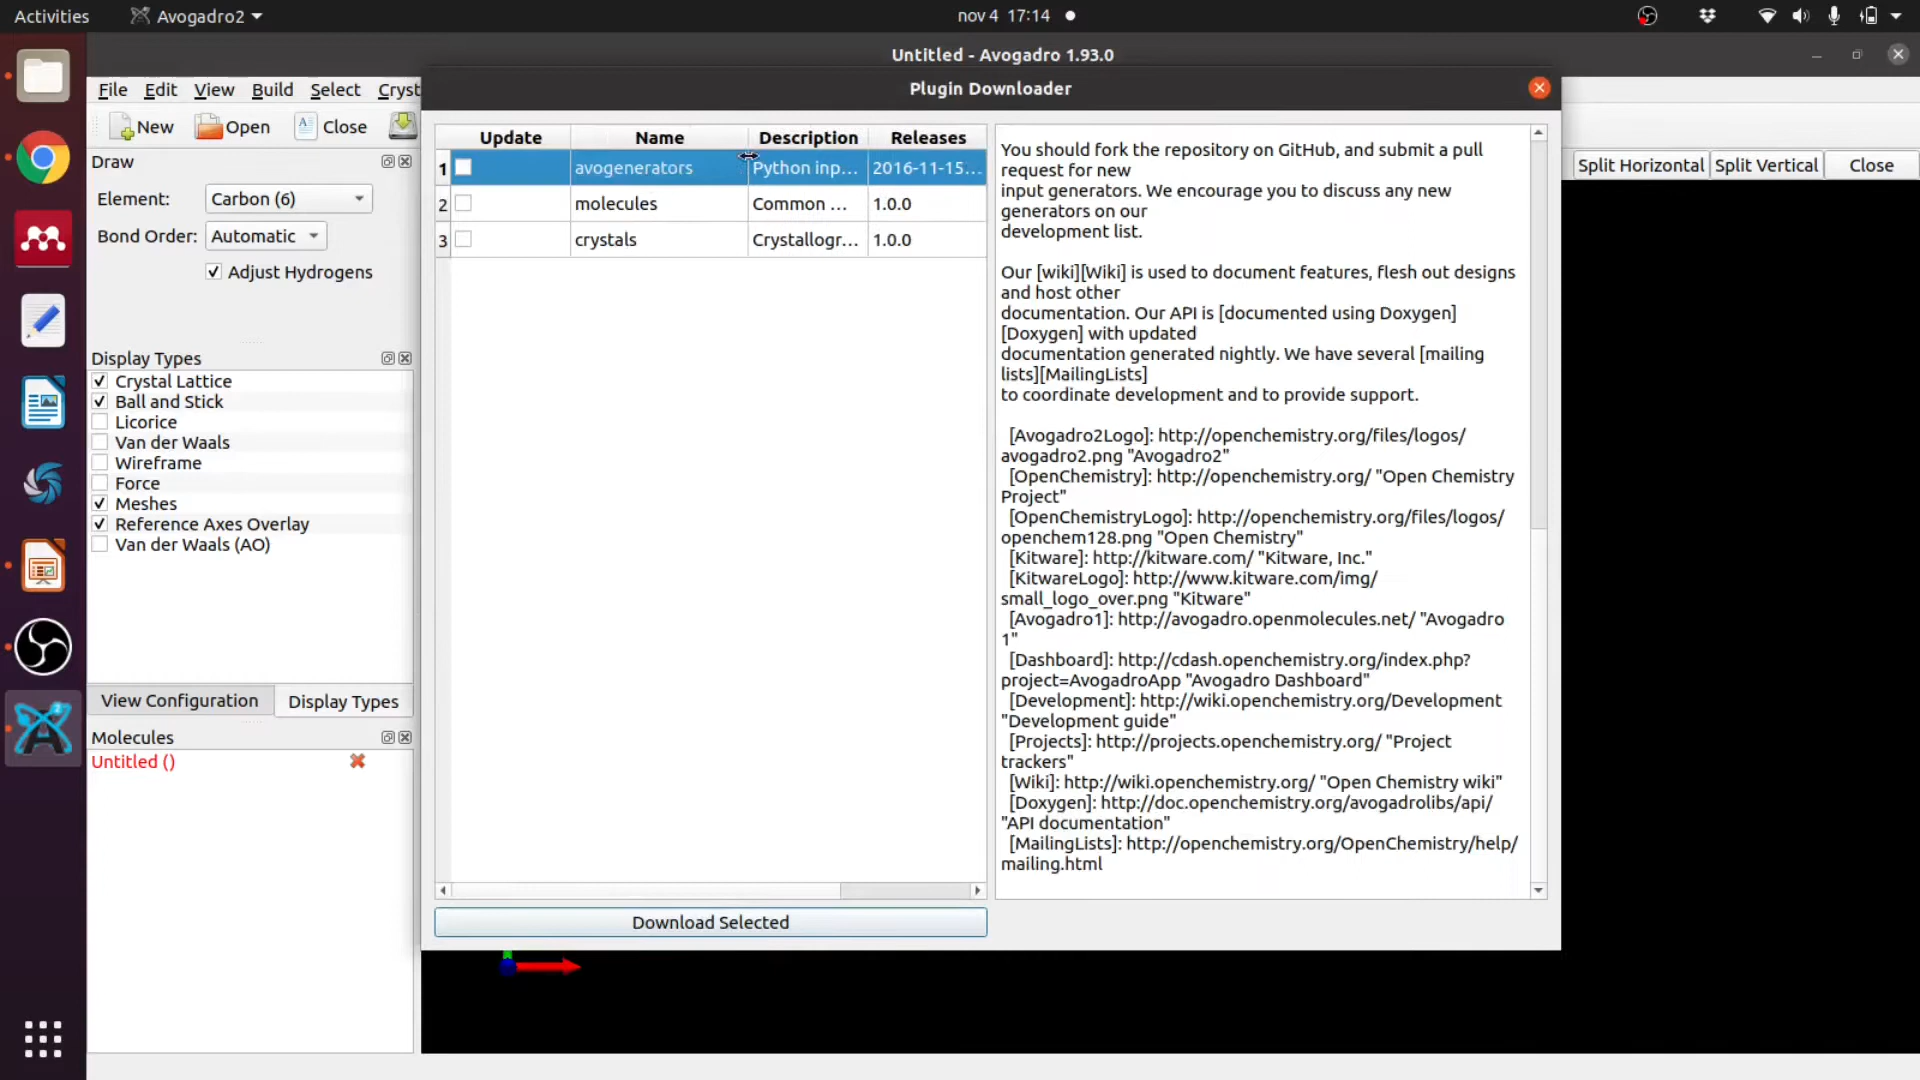 Activities
Avogadro2
nov 4 17:14
Untitled - Avogadro 1.93.0
File Edit View Build Select Cryst
New Open Close
Draw
Element: Carbon (6)
Bond Order: Automatic
Adjust Hydrogens
Display Types
Crystal Lattice
Ball and Stick
Licorice
Van der Waals
Wireframe
Force
Meshes
Reference Axes Overlay
Van der Waals (AO)
View Configuration Display Types
Molecules
Untitled ()
Plugin Downloader
Update Name Description Releases
1 avogenerators Python inp... 2016-11-15...
2 molecules Common ... 1.0.0
3 crystals Crystallogr... 1.0.0
Download Selected
You should fork the repository on GitHub, and submit a pull
request for new
input generators. We encourage you to discuss any new
generators on our
development list.
Our [wiki][Wiki] is used to document features, flesh out designs
and host other
documentation. Our API is [documented using Doxygen]
[Doxygen] with updated
documentation generated nightly. We have several [mailing
lists][MailingLists]
to coordinate development and to provide support.
[Avogadro2Logo]: http://openchemistry.org/files/logos/
avogadro2.png "Avogadro2"
[OpenChemistry]: http://openchemistry.org/ "Open Chemistry
Project"
[OpenChemistryLogo]: http://openchemistry.org/files/logos/
openchem128.png "Open Chemistry"
[Kitware]: http://kitware.com/ "Kitware, Inc."
[KitwareLogo]: http://www.kitware.com/img/
small_logo_over.png "Kitware"
[Avogadro1]: http://avogadro.openmolecules.net/ "Avogadro
1"
[Dashboard]: http://cdash.openchemistry.org/index.php?
project=AvogadroApp "Avogadro Dashboard"
[Development]: http://wiki.openchemistry.org/Development
"Development guide"
[Projects]: http://projects.openchemistry.org/ "Project
trackers"
[Wiki]: http://wiki.openchemistry.org/ "Open Chemistry wiki"
[Doxygen]: http://doc.openchemistry.org/avogadrolibs/api/
"API documentation"
[MailingLists]: http://openchemistry.org/OpenChemistry/help/
mailing.html
Split Horizontal Split Vertical Close